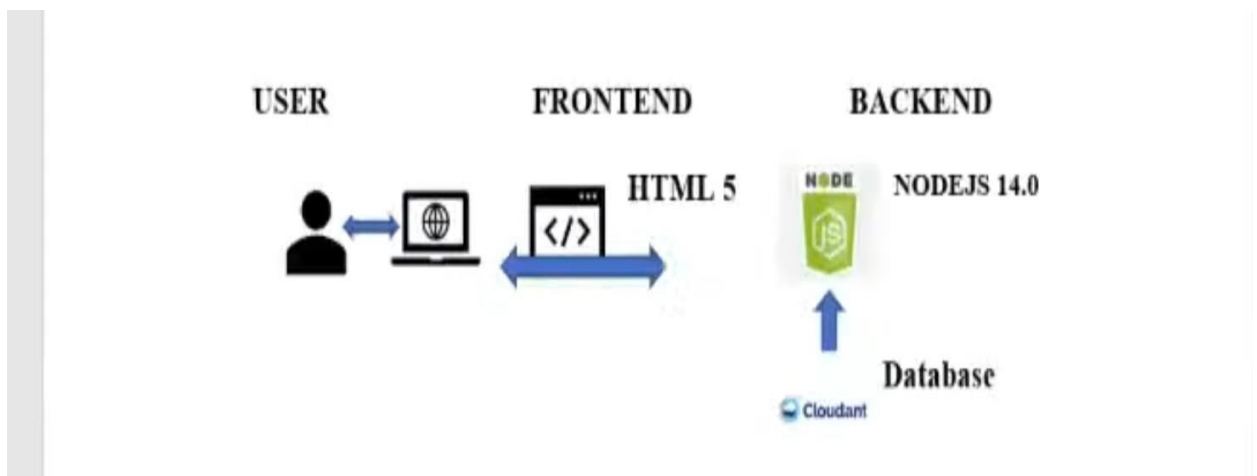 USER FRONTEND BACKEND
HTML 5
NODE
JS
NODEJS 14.0
</>
Database
Cloudant